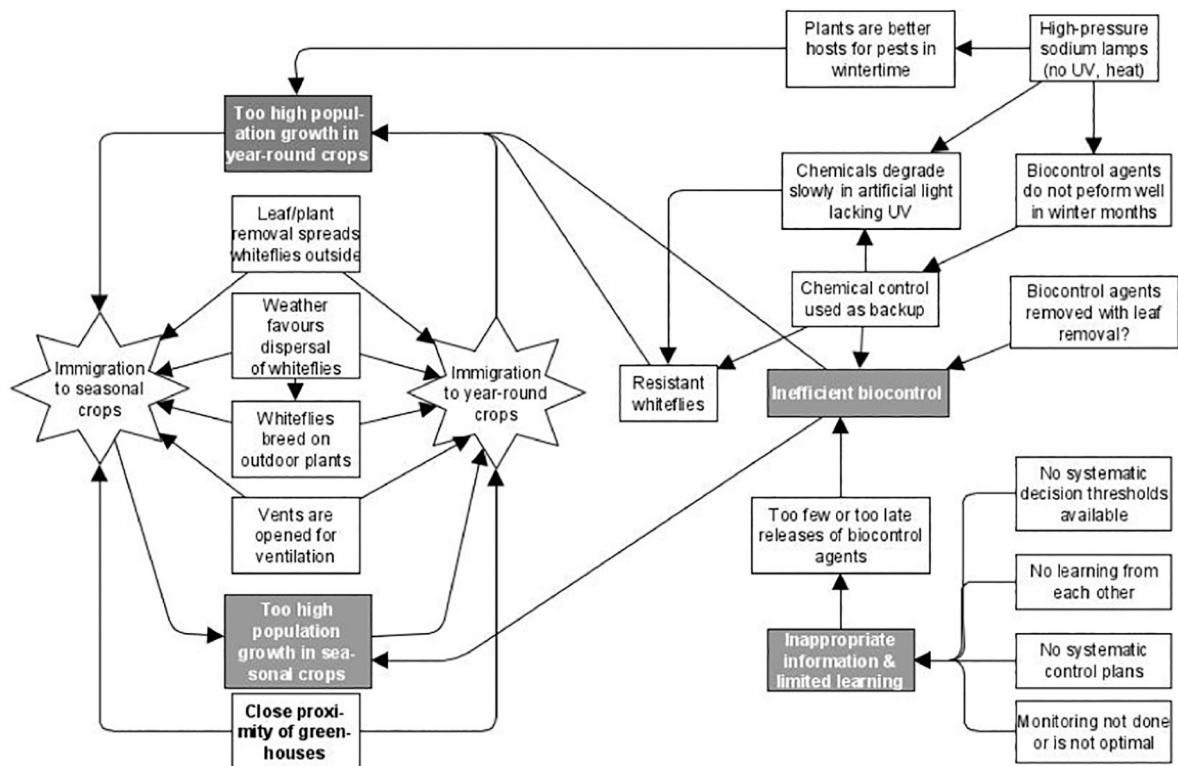 Plants are better
hosts for pests in
wintertime
High-pressure
sodium lamps
(no UV, heat)
Too high popul-
ation growth in
year-round crops
Chemicals degrade
slowly in artificial light
lacking UV
Biocontrol agents
do not peform well
in winter months
Leaf/plant
removal spreads
whiteflies outside
Weather
favours
dispersal
of whiteflies
Chemical control
used as backup
Biocontrol agents
removed with leaf
removal?
Immigration
to seasonal
crops
Immigration
to year-round
crops
Resistant
whiteflies
Inefficient biocontrol
Whiteflies
breed on
outdoor plants
Vents are
opened for
ventilation
Too few or too late
releases of biocontrol
agents
No systematic
decision thresholds
available
No learning from
each other
Too high
population
growth in sea-
sonal crops
Inappropriate
information &
limited learning
No systematic
control plans
Close proxi-
mity of green-
houses
Monitoring not done
or is not optimal